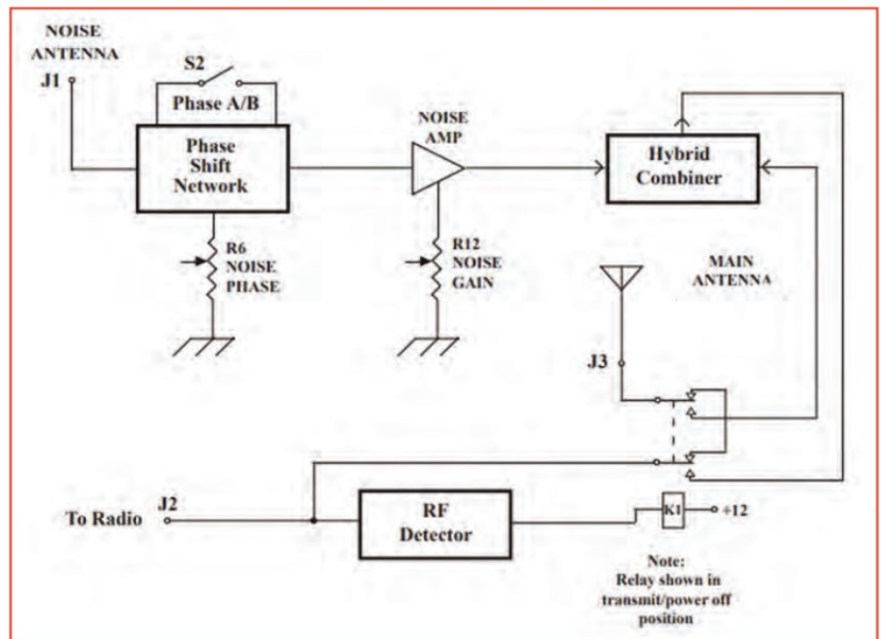 NOISE
ANTENNA
J1
S2
Phase A/B
Phase
Shift
Network
NOISE
AMP
Hybrid
Combiner
R6
NOISE
PHASE
R12
NOISE
GAIN
MAIN
ANTENNA
J3
J2
To Radio
RF
Detector
K1
+12
Note:
Relay shown in
transmit/power off
position